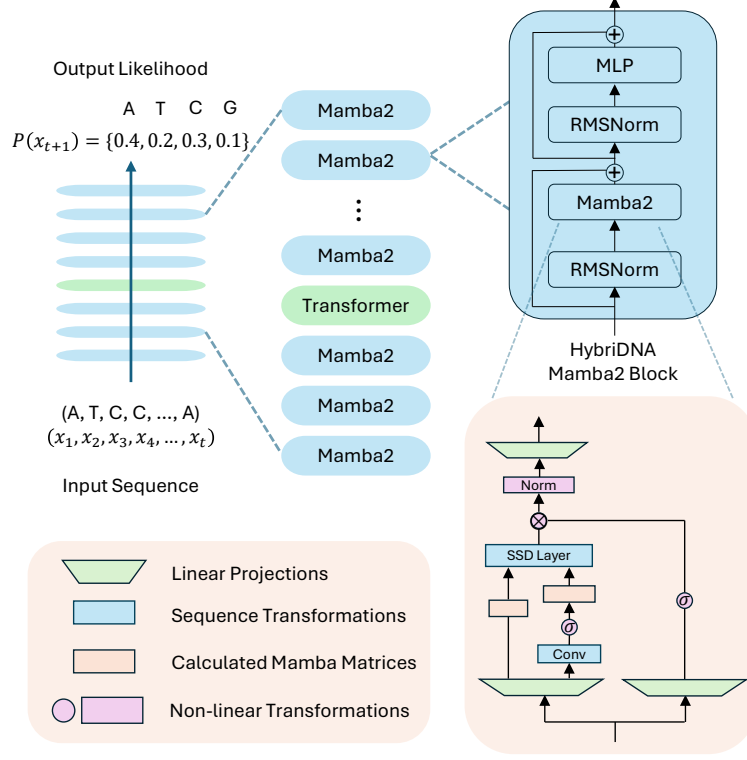 Output Likelihood
A T C G
P(x_{t+1}) = {0.4, 0.2, 0.3, 0.1}
(A, T, C, C, ..., A)
(x_1, x_2, x_3, x_4, ..., x_t)
Input Sequence
Mamba2
Mamba2
⋮
Mamba2
Transformer
Mamba2
Mamba2
Mamba2
+
MLP
RMSNorm
+
Mamba2
RMSNorm
HybriDNA
Mamba2 Block
Norm
⊗
SSD Layer
σ
σ
Conv
Linear Projections
Sequence Transformations
Calculated Mamba Matrices
Non-linear Transformations